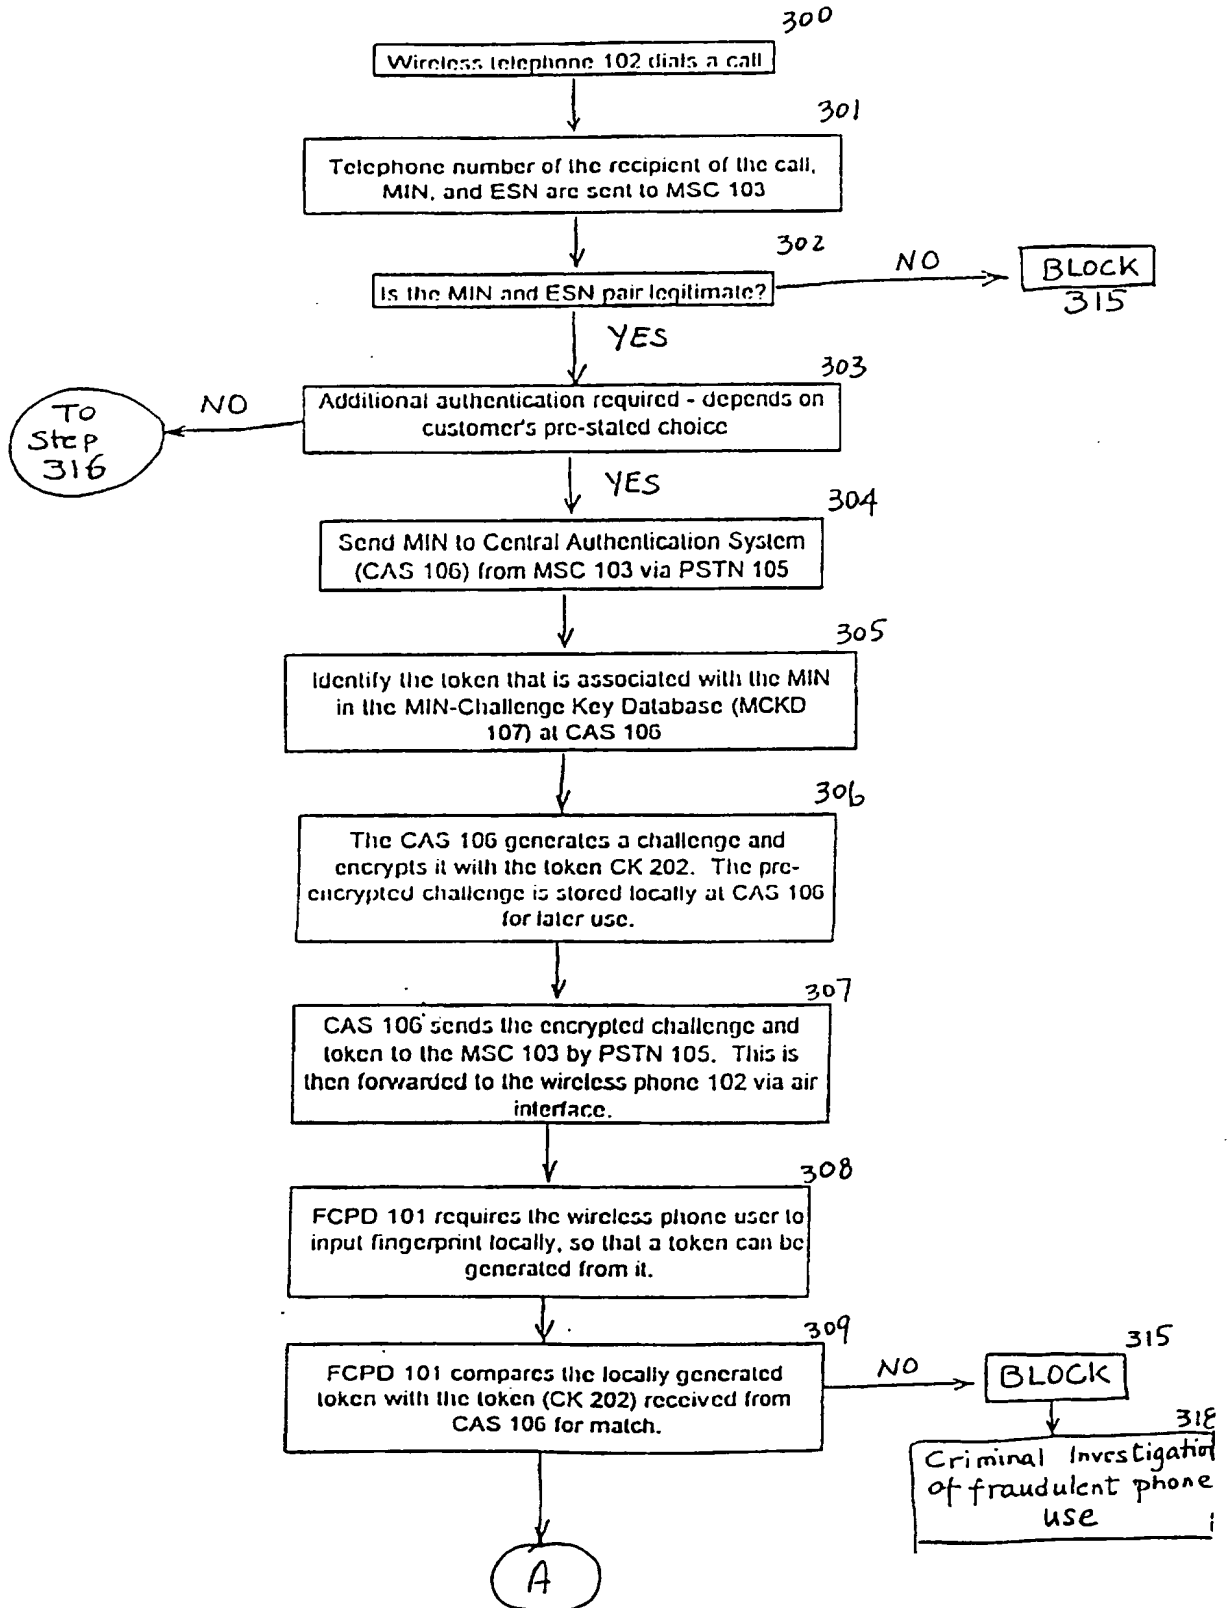 300
Wireless telephone 102 dials a call
301
Telephone number of the recipient of the call,
MIN, and ESN are sent to MSC 103
302
Is the MIN and ESN pair legitimate?
NO
BLOCK
315
YES
303
Additional authentication required - depends on
customer's pre-stated choice
NO
TO
Step
316
YES
304
Send MIN to Central Authentication System
(CAS 106) from MSC 103 via PSTN 105
305
Identify the token that is associated with the MIN
in the MIN-Challenge Key Database (MCKD
107) at CAS 106
306
The CAS 106 generates a challenge and
encrypts it with the token CK 202. The pre-
encrypted challenge is stored locally at CAS 106
for later use.
307
CAS 106 sends the encrypted challenge and
token to the MSC 103 by PSTN 105. This is
then forwarded to the wireless phone 102 via air
interface.
308
FCPD 101 requires the wireless phone user to
input fingerprint locally, so that a token can be
generated from it.
309
FCPD 101 compares the locally generated
token with the token (CK 202) received from
CAS 106 for match.
NO
315
BLOCK
Criminal Investigation
of fraudulent phone
use
A